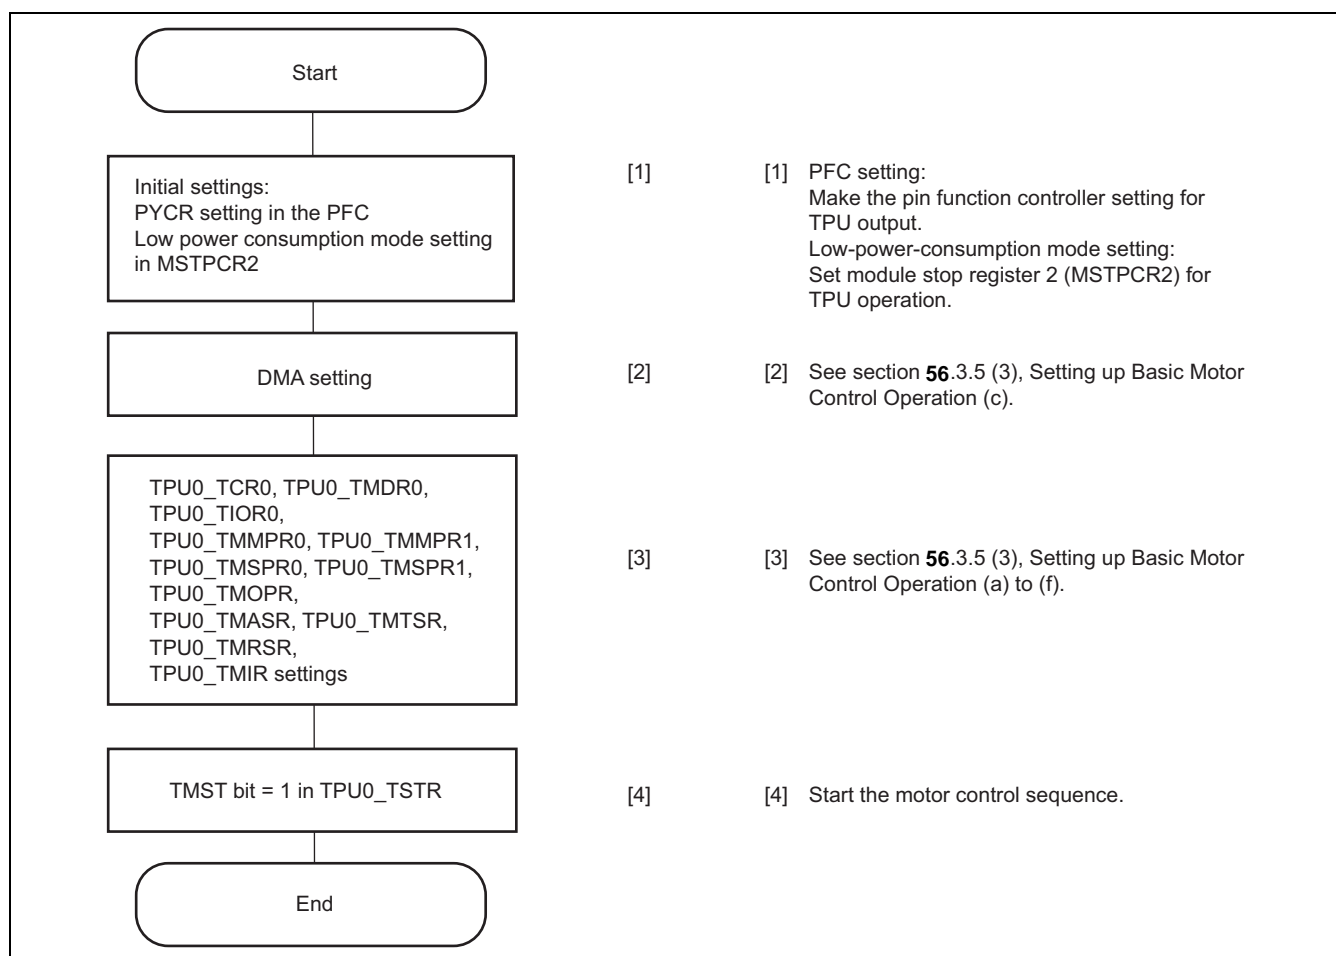 Start
Initial settings:
PYCR setting in the PFC
Low power consumption mode setting
in MSTPCR2
[1]
[1] PFC setting:
Make the pin function controller setting for
TPU output.
Low-power-consumption mode setting:
Set module stop register 2 (MSTPCR2) for
TPU operation.
DMA setting
[2]
[2] See section 56.3.5 (3), Setting up Basic Motor
Control Operation (c).
TPU0_TCR0, TPU0_TMDR0,
TPU0_TIOR0,
TPU0_TMMPR0, TPU0_TMMPR1,
TPU0_TMSPR0, TPU0_TMSPR1,
TPU0_TMOPR,
TPU0_TMASR, TPU0_TMTSR,
TPU0_TMRSR,
TPU0_TMIR settings
[3]
[3] See section 56.3.5 (3), Setting up Basic Motor
Control Operation (a) to (f).
TMST bit = 1 in TPU0_TSTR
[4]
[4] Start the motor control sequence.
End